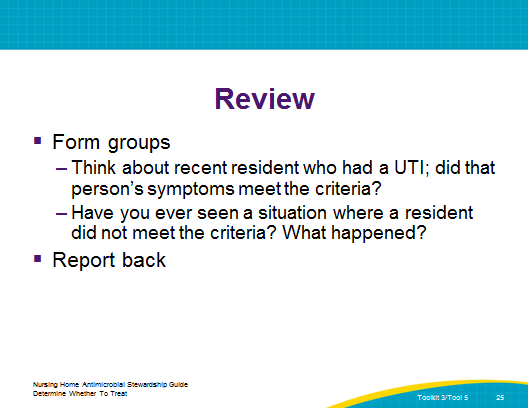 Review
▪ Form groups
– Think about recent resident who had a UTI; did that
person's symptoms meet the criteria?
– Have you ever seen a situation where a resident
did not meet the criteria? What happened?
▪ Report back
Nursing Home Antimicrobial Stewardship Guide
Determine Whether To Treat
Toolkit 3/Tool 5 25